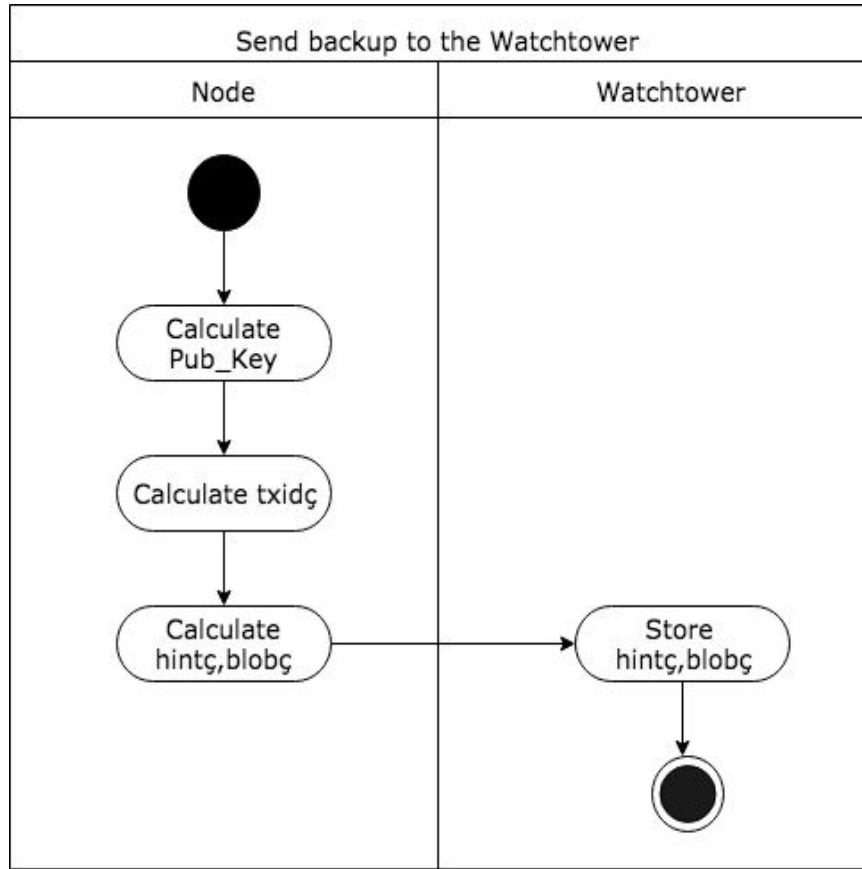 Send backup to the Watchtower
Node
Watchtower
Calculate
Pub_Key
Calculate txidç
Calculate
hintç,blobç
Store
hintç,blobç